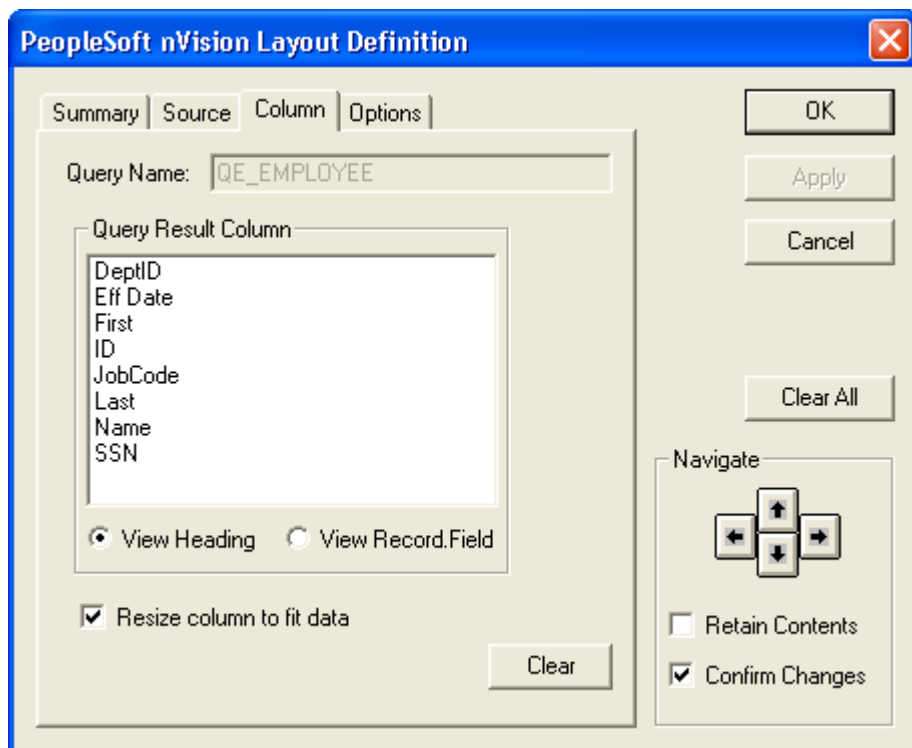 PeopleSoft nVision Layout Definition
Summary Source Column Options
Query Name: QE_EMPLOYEE
Query Result Column
DeptID
Eff Date
First
ID
JobCode
Last
Name
SSN
View Heading View Record.Field
Resize column to fit data
Clear
OK
Apply
Cancel
Clear All
Navigate
Retain Contents
Confirm Changes